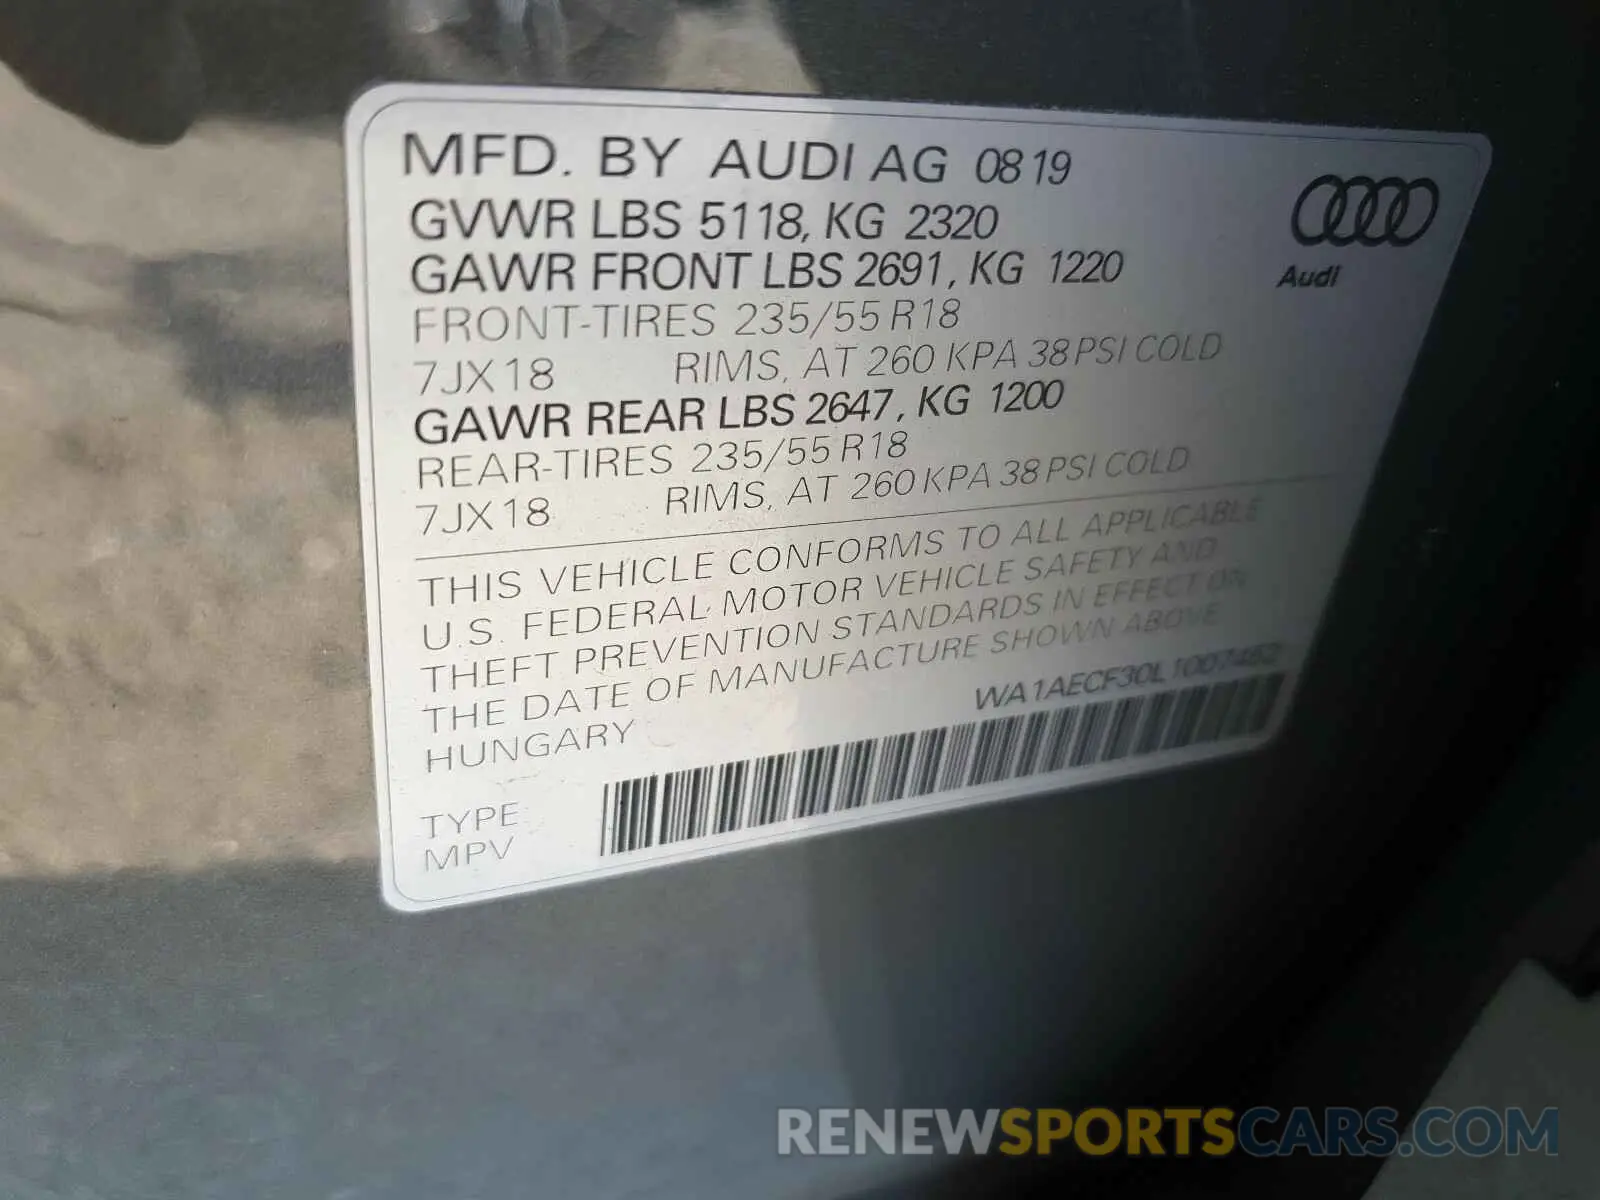 MFD. BY AUDI AG 08 19
GVWR LBS 5118, KG 2320
GAWR FRONT LBS 2691, KG 1220
FRONT-TIRES 235/55 R18
7JX18 RIMS, AT 260 KPA 38 PSI COLD
GAWR REAR LBS 2647, KG 1200
REAR-TIRES 235/55 R18
7JX18 RIMS, AT 260 KPA 38 PSI COLD
Audi
THIS VEHICLE CONFORMS TO ALL APPLICABLE
U.S. FEDERAL MOTOR VEHICLE SAFETY AND
THEFT PREVENTION STANDARDS IN EFFECT ON
THE DATE OF MANUFACTURE SHOWN ABOVE
HUNGARY
WA1AECF30L1007462
TYPE
MPV
RENEWSPORTSCARS.COM